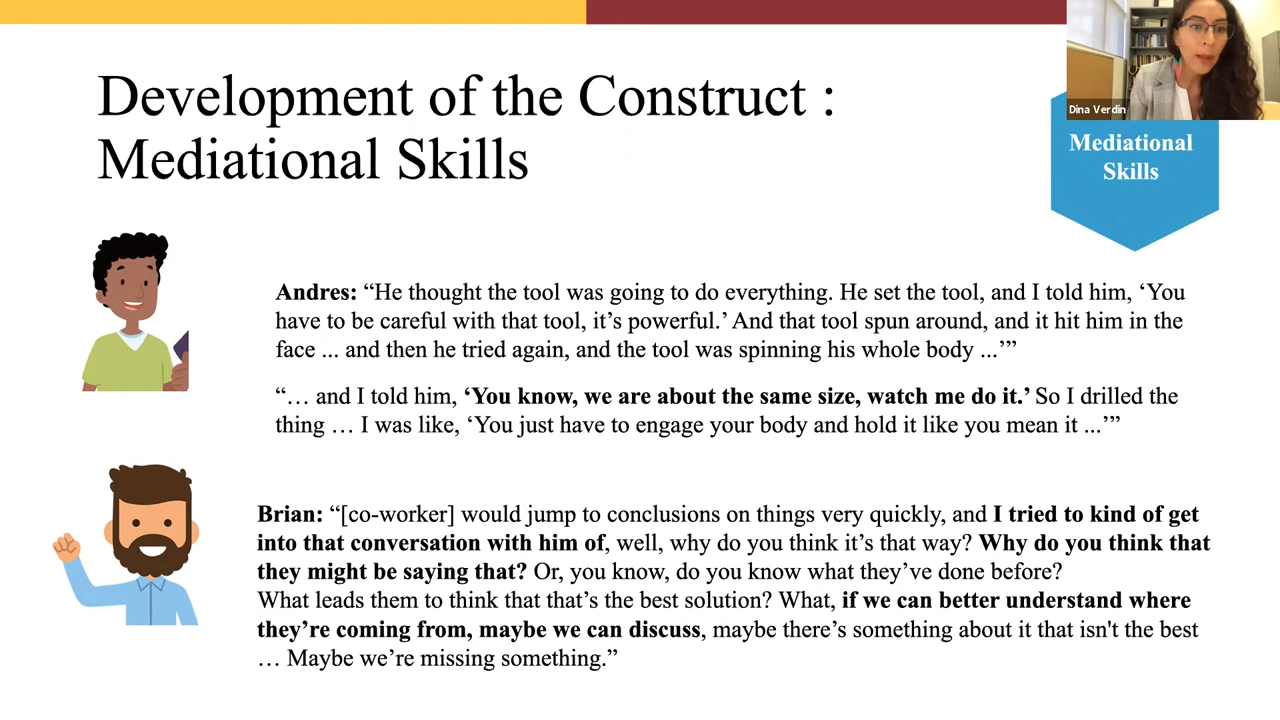 Development of the Construct :
Mediational Skills
Dina Verdin
Mediational
Skills
Andres: “He thought the tool was going to do everything. He set the tool, and I told him, ‘You
have to be careful with that tool, it’s powerful.’ And that tool spun around, and it hit him in the
face ... and then he tried again, and the tool was spinning his whole body ...’”
“… and I told him, ‘You know, we are about the same size, watch me do it.’ So I drilled the
thing … I was like, ‘You just have to engage your body and hold it like you mean it ...’”
Brian: “[co-worker] would jump to conclusions on things very quickly, and I tried to kind of get
into that conversation with him of, well, why do you think it’s that way? Why do you think that
they might be saying that? Or, you know, do you know what they’ve done before?
What leads them to think that that’s the best solution? What, if we can better understand where
they’re coming from, maybe we can discuss, maybe there’s something about it that isn't the best
… Maybe we’re missing something.”